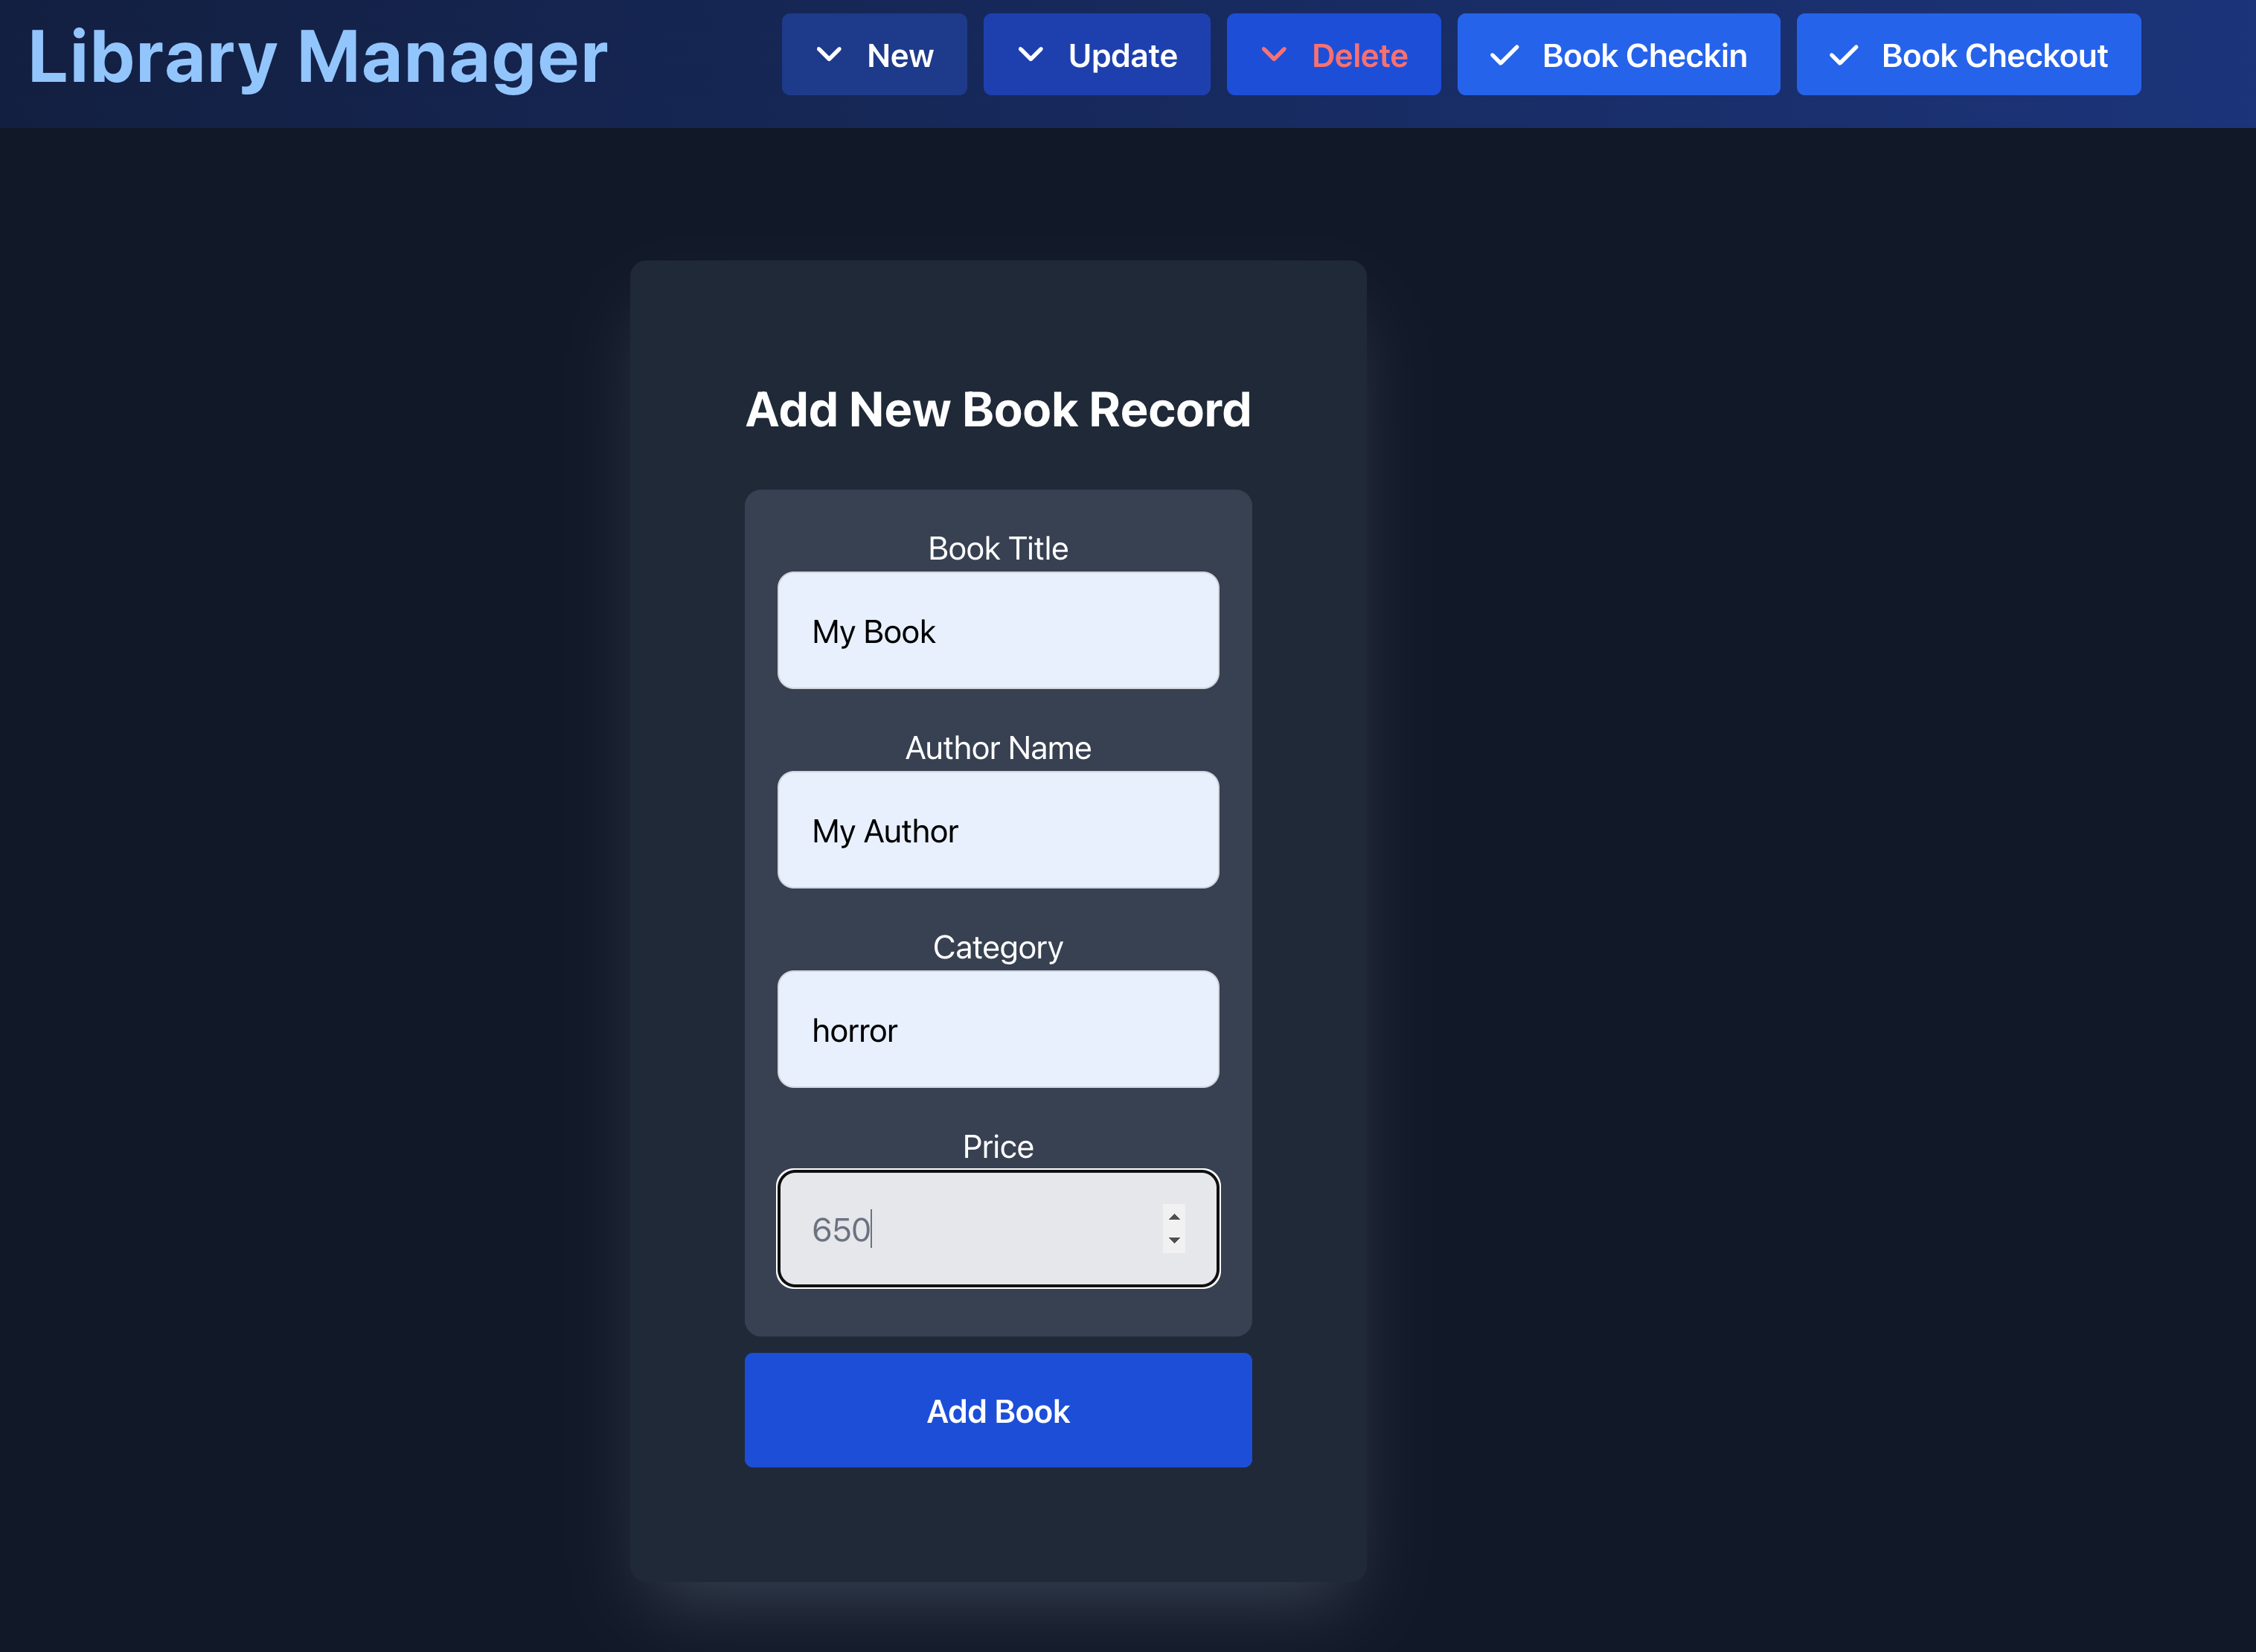 Library Manager
New
Update
Delete
Book Checkin
Book Checkout
Add New Book Record
Book Title
My Book
Author Name
My Author
Category
horror
Price
650
Add Book